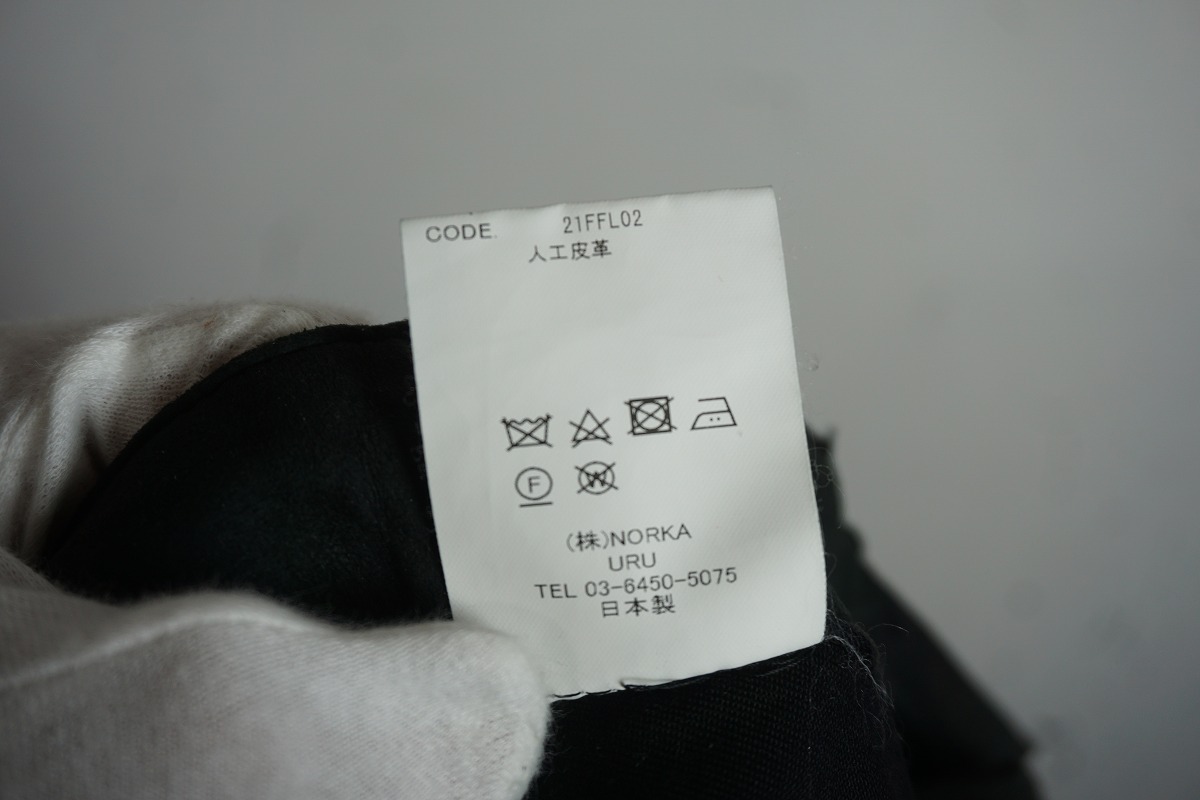 CODE. 21FFL02
人工皮革
F
W
(株)NORKA
URU
TEL 03-6450-5075
日本製